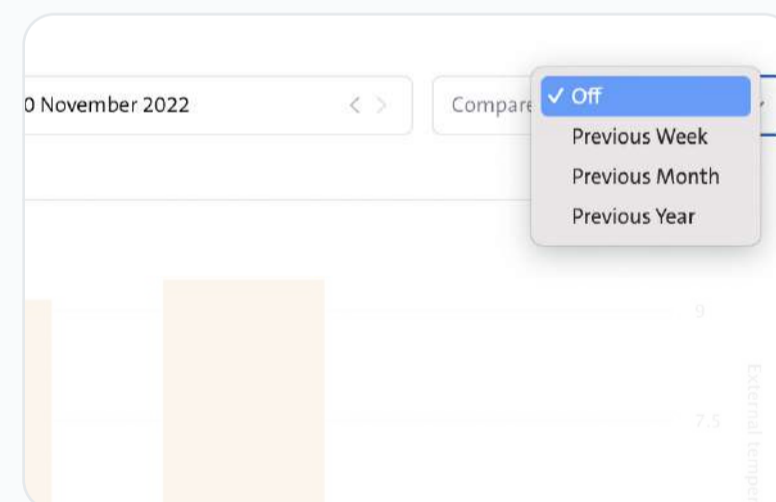 0 November 2022
< >
Compare
✓ Off
Previous Week
Previous Month
Previous Year
9
7.5
External temper